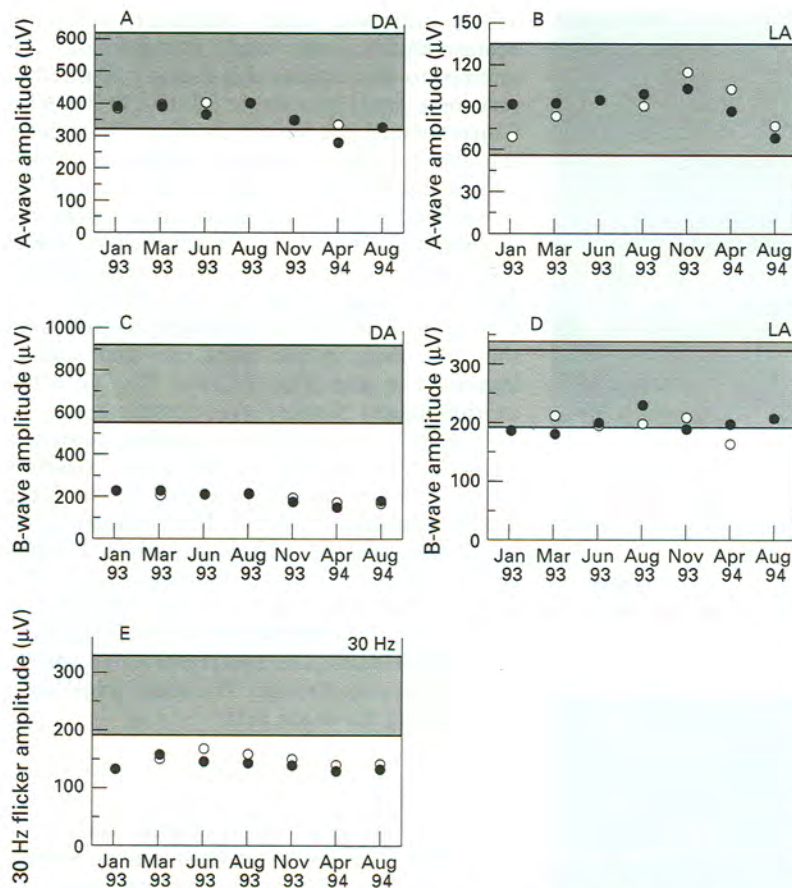 A
DA
A-wave amplitude (µV)
600
500
400
300
200
100
0
Jan Mar Jun Aug Nov Apr Aug
93 93 93 93 93 94 94
B
LA
A-wave amplitude (µV)
150
120
90
60
30
0
Jan Mar Jun Aug Nov Apr Aug
93 93 93 93 93 94 94
C
DA
B-wave amplitude (µV)
1000
800
600
400
200
0
Jan Mar Jun Aug Nov Apr Aug
93 93 93 93 93 94 94
D
LA
B-wave amplitude (µV)
300
200
100
0
Jan Mar Jun Aug Nov Apr Aug
93 93 93 93 93 94 94
E
30 Hz
30 Hz flicker amplitude (µV)
300
200
100
0
Jan Mar Jun Aug Nov Apr Aug
93 93 93 93 93 94 94